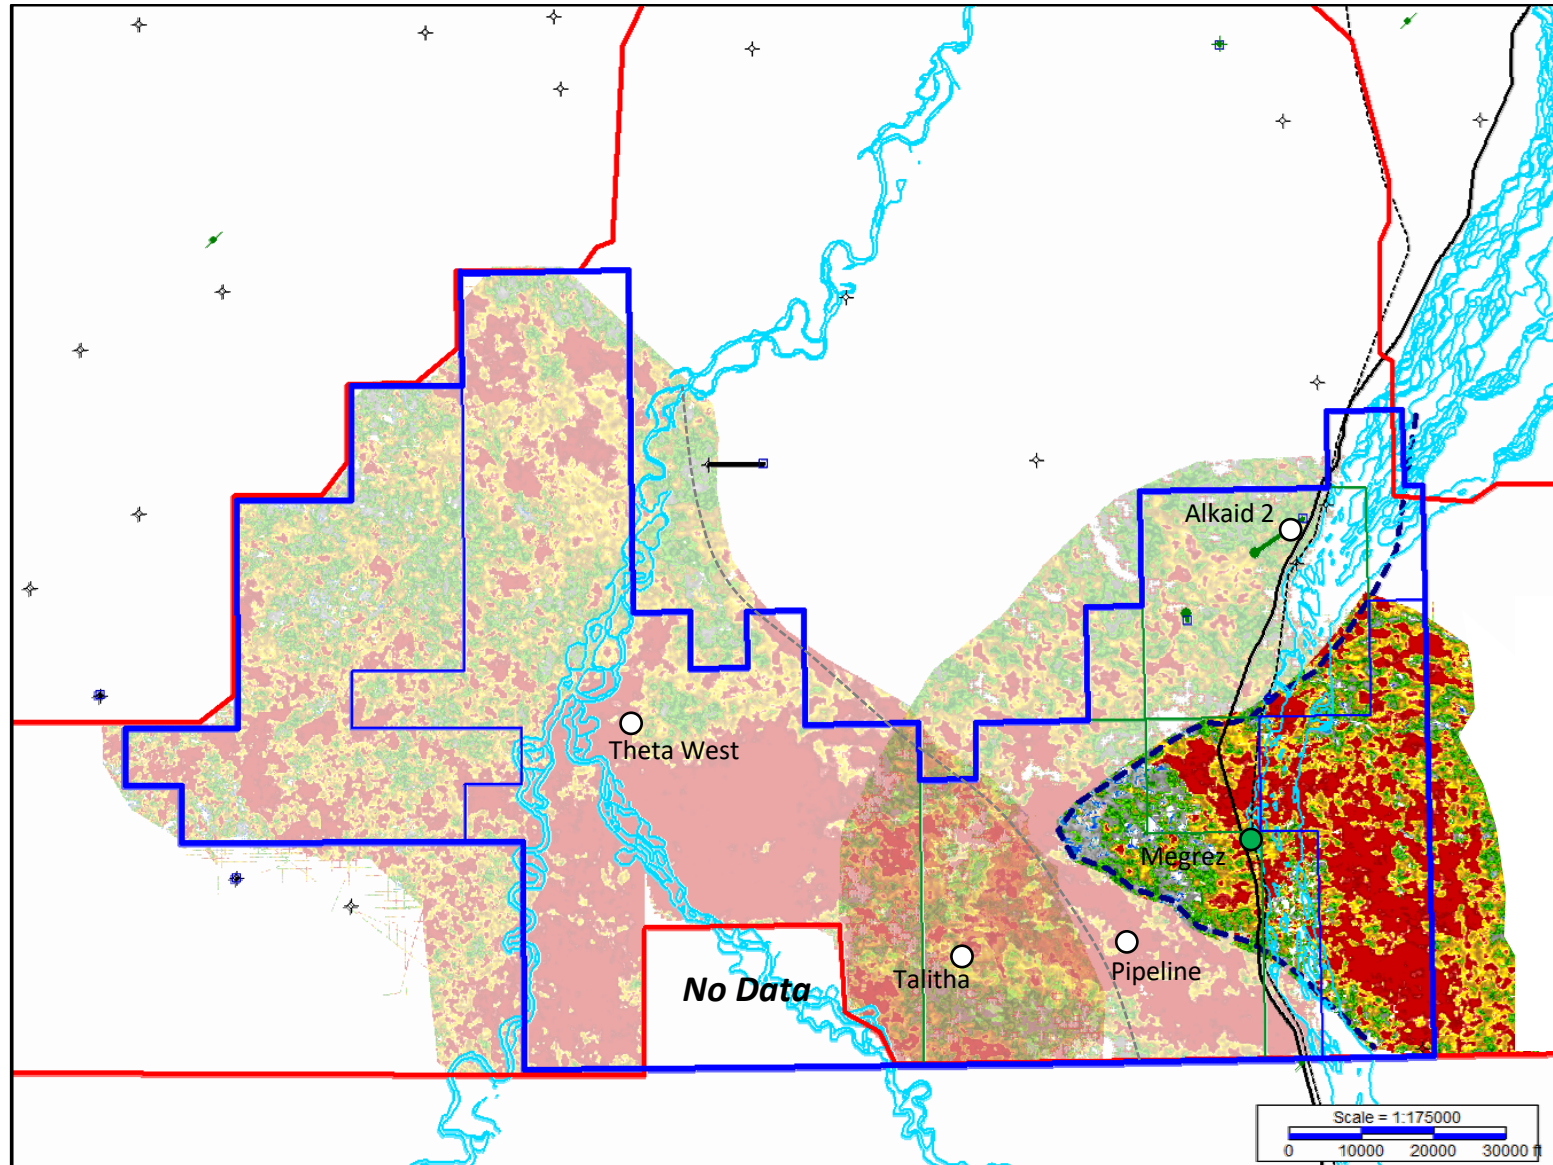 Alkaid 2
Theta West
Megrez
Talitha
Pipeline
No Data
Scale = 1:175000
0 10000 20000 30000 ft